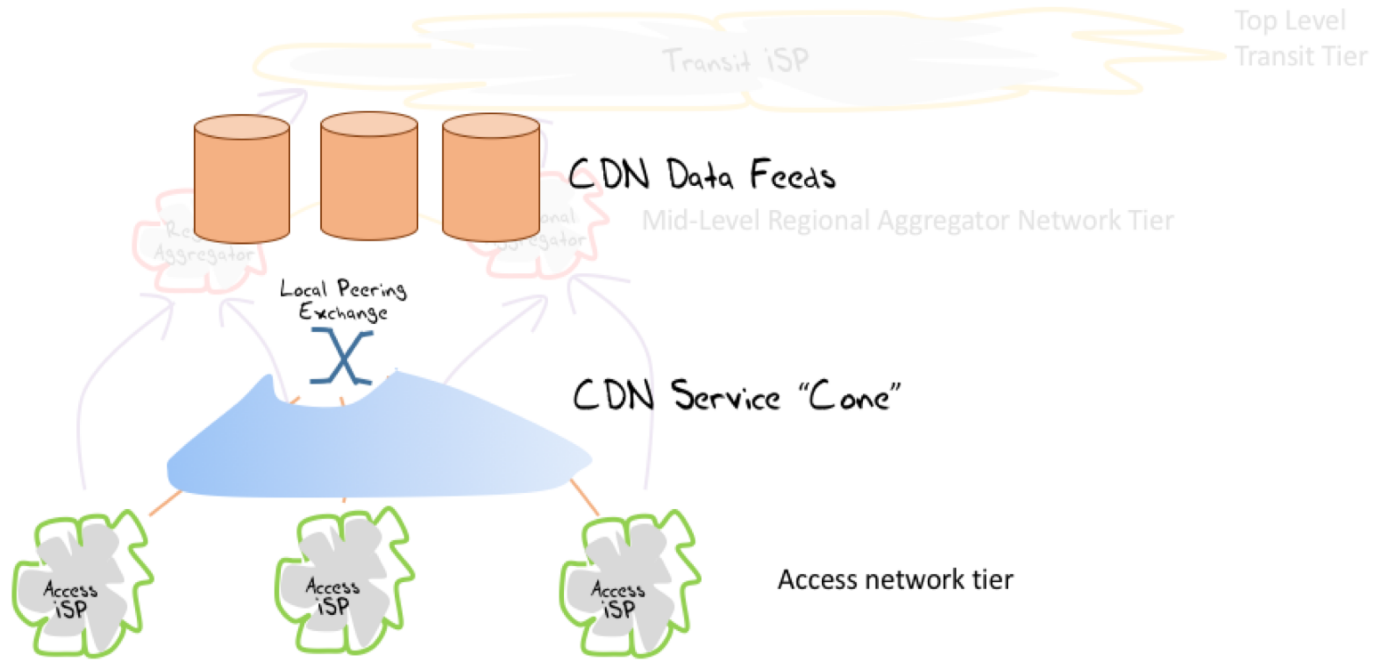 Top Level
Transit Tier
Transit iSP
CDN Data Feeds
Mid-Level Regional Aggregator Network Tier
Aggregator
Local Peering
Exchange
CDN Service “Cone”
Access
iSP
Access
iSP
Access
iSP
Access network tier